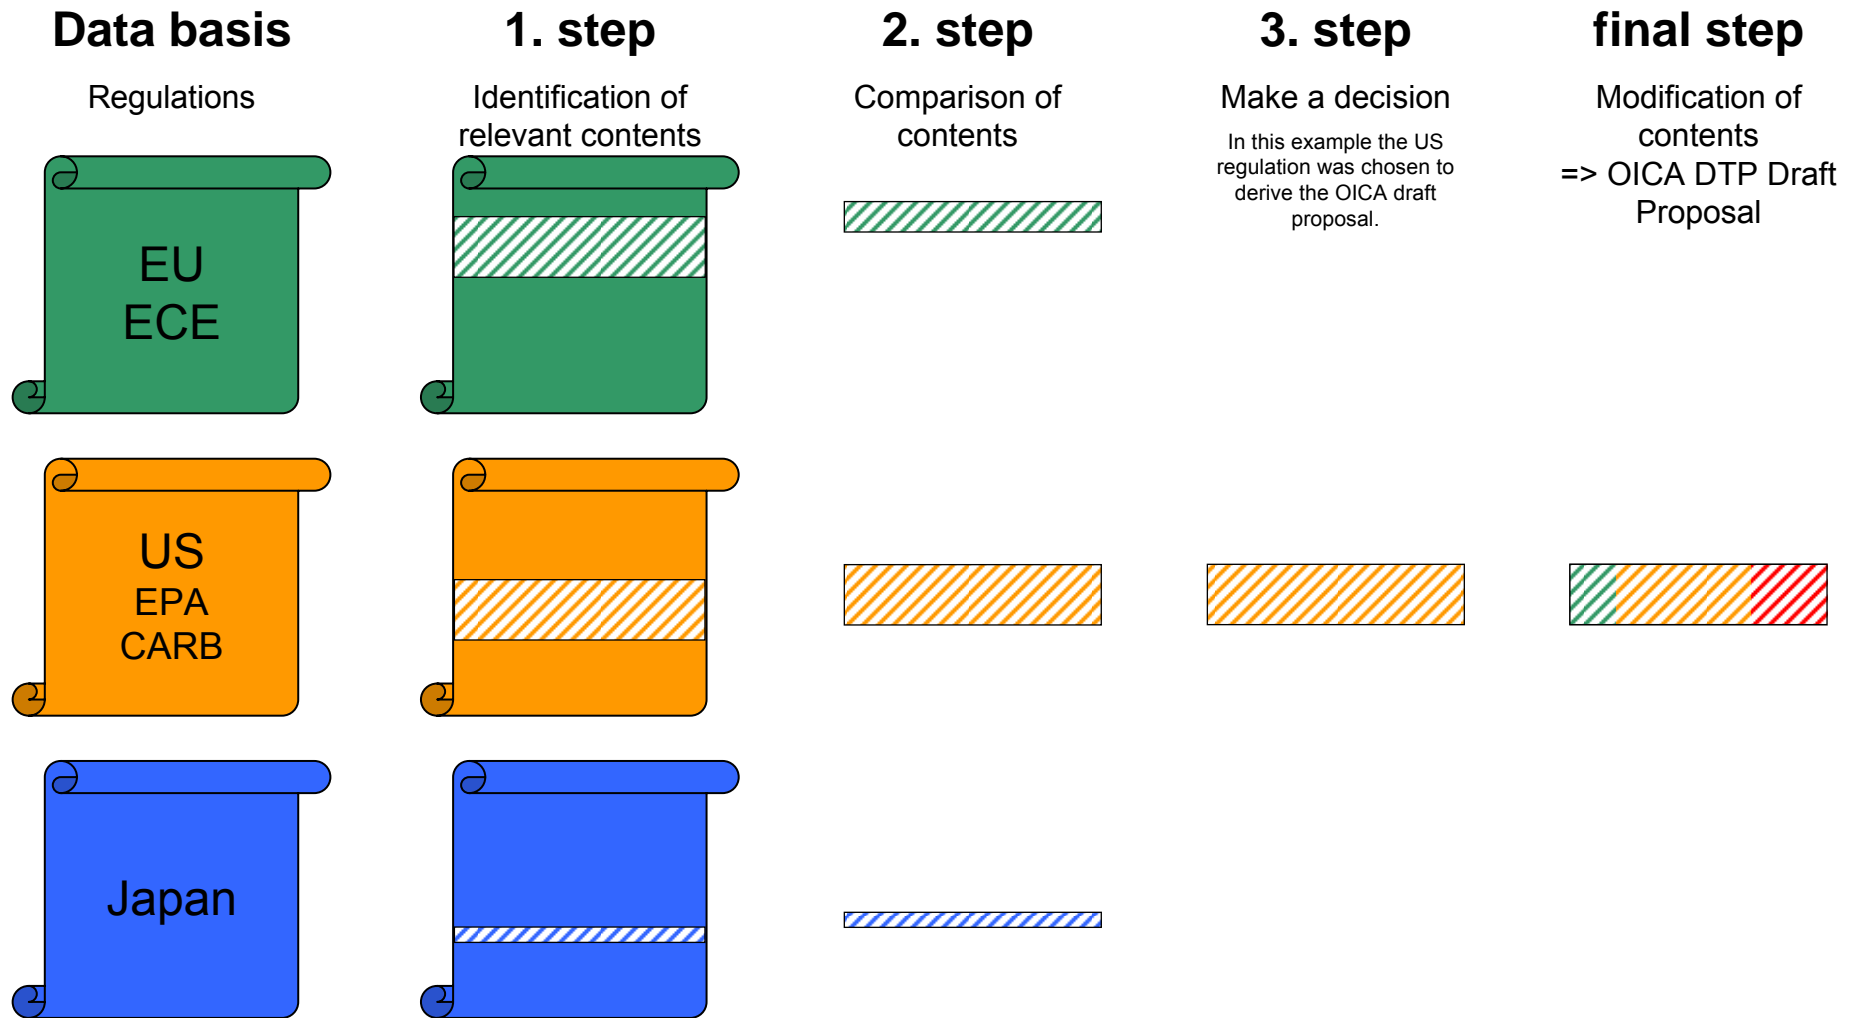 Data basis
1. step
2. step
3. step
final step
Regulations
Identification of
relevant contents
Comparison of
contents
Make a decision
In this example the US
regulation was chosen to
derive the OICA draft
proposal.
Modification of
contents
=> OICA DTP Draft
Proposal
EU
ECE
US
EPA
CARB
Japan